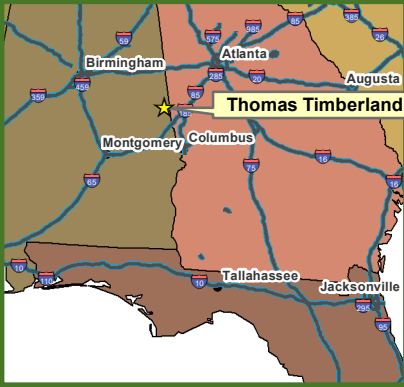 385
985
85
26
575
59
Atlanta
Birmingham
285
20
Augusta
459
85
359
Thomas Timberland
185
Columbus
Montgomery
16
75
65
16
10
Tallahassee
110
10
Jacksonville
295
95